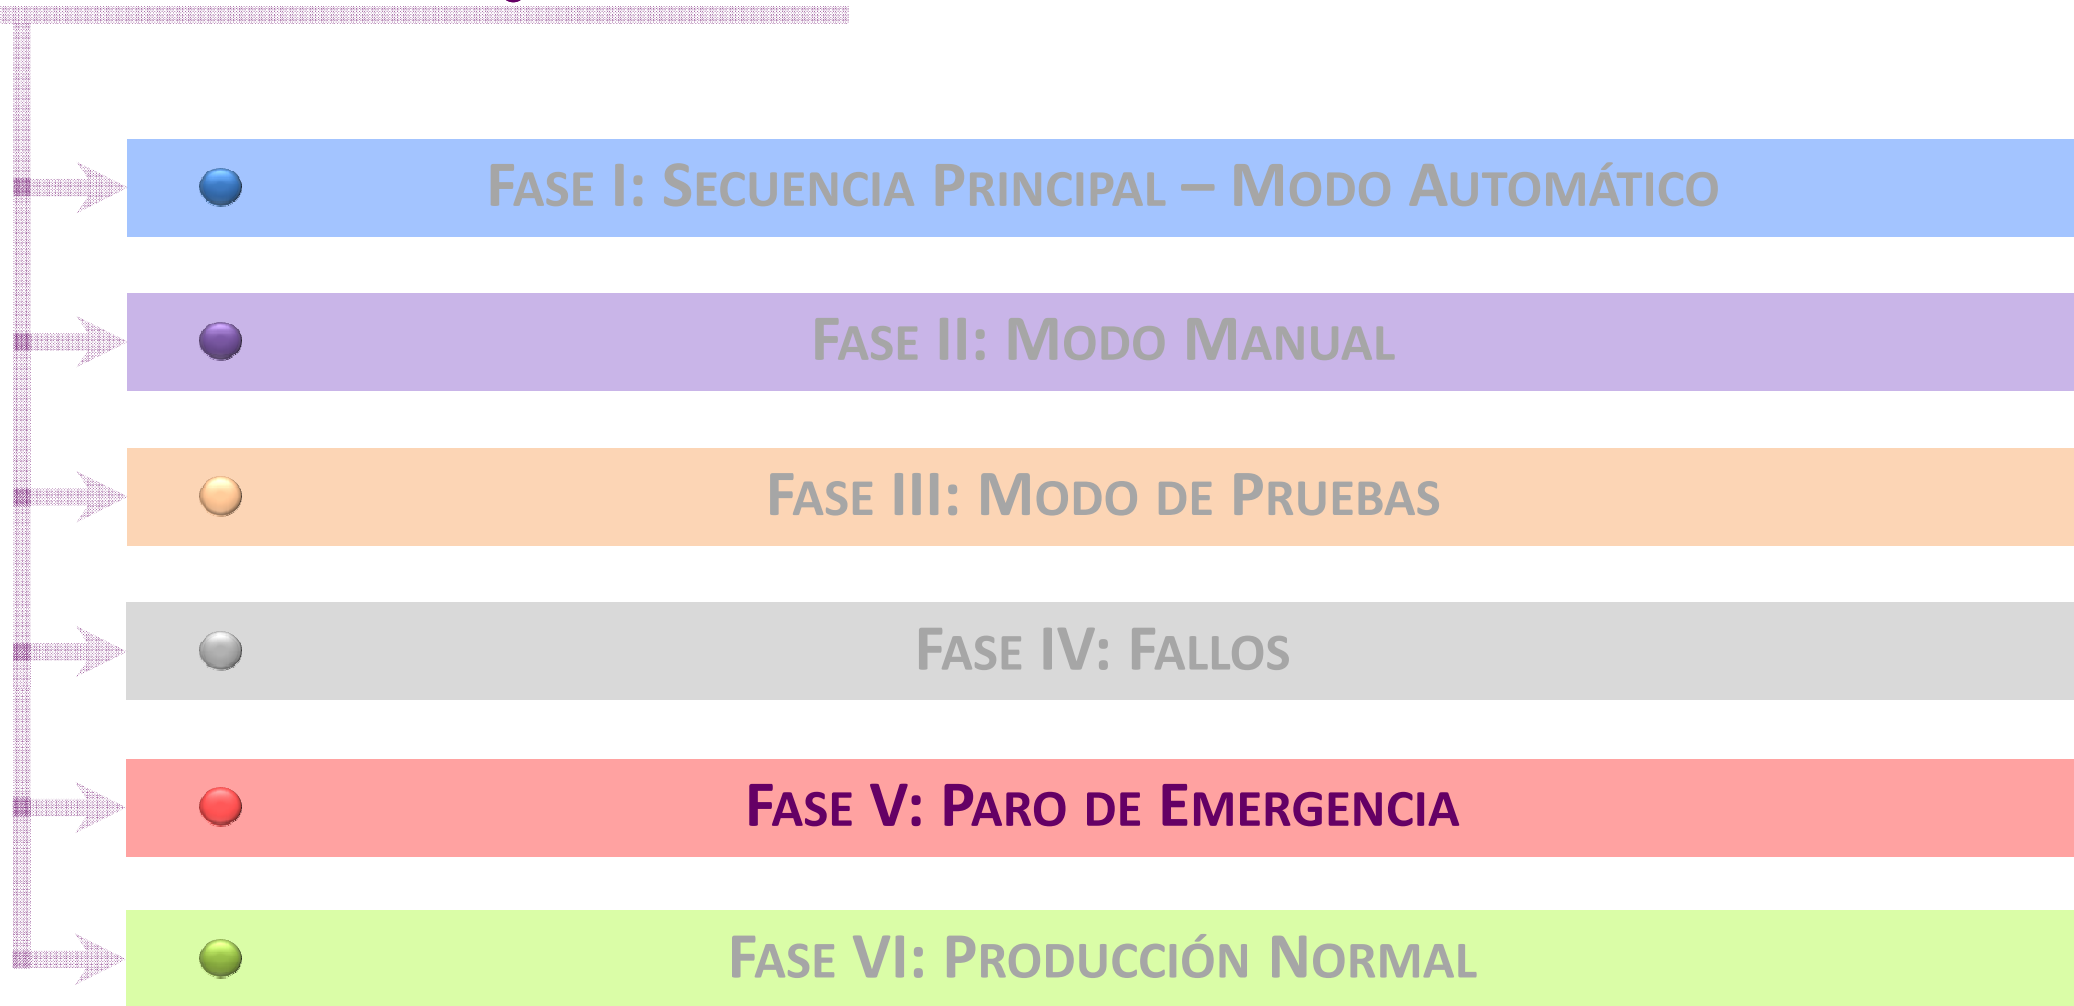 FASE I: SECUENCIA PRINCIPAL – MODO AUTOMÁTICO
FASE II: MODO MANUAL
FASE III: MODO DE PRUEBAS
FASE IV: FALLOS
FASE V: PARO DE EMERGENCIA
FASE VI: PRODUCCIÓN NORMAL